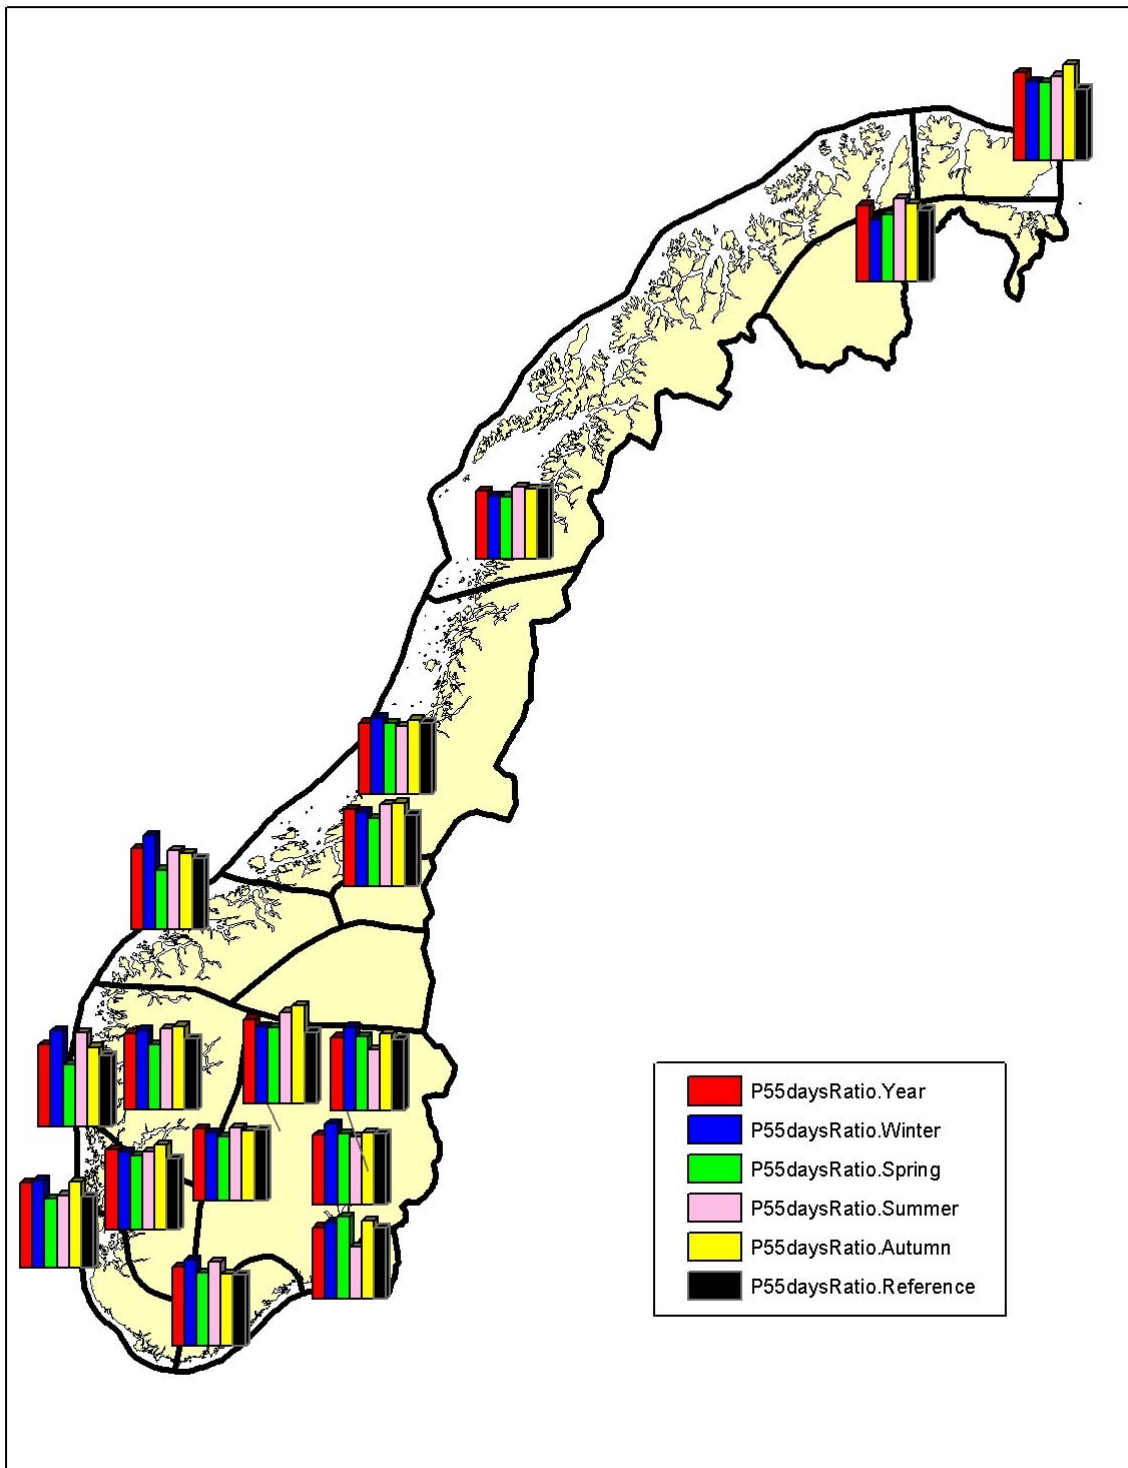 P55daysRatio.Year
P55daysRatio.Winter
P55daysRatio.Spring
P55daysRatio.Summer
P55daysRatio.Autumn
P55daysRatio.Reference